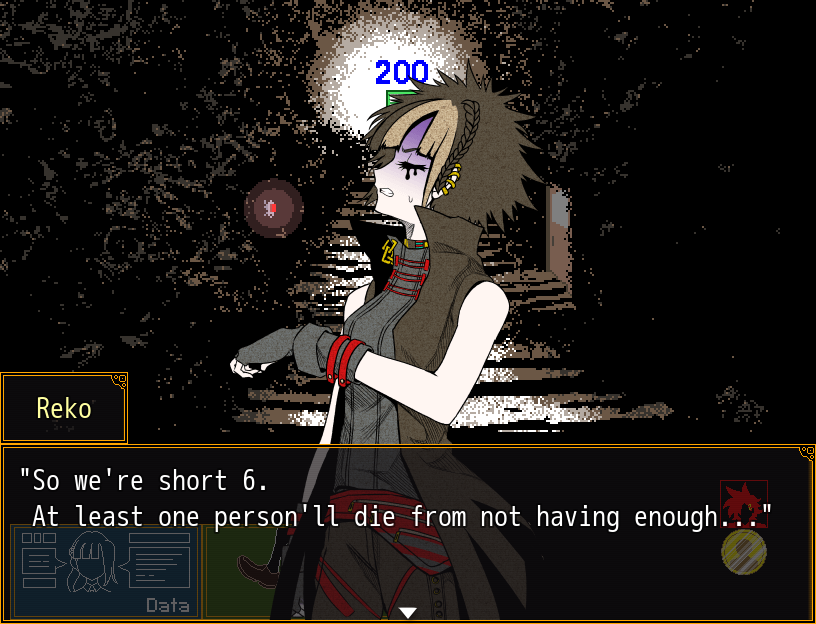 200
Reko
"So we're short 6.
At least one person'll die from not having enough..."
Data